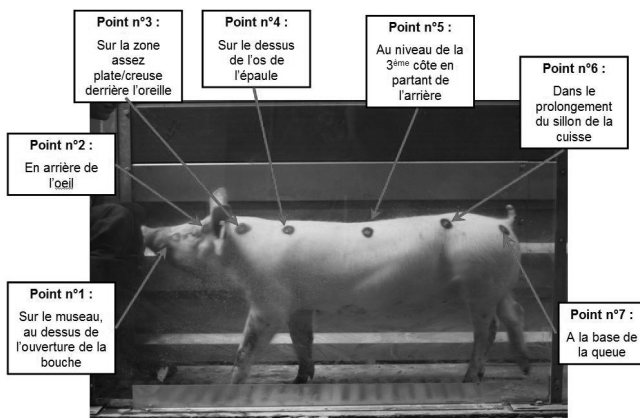 Point n°3 :
Sur la zone
assez
plate/creuse
derrière l'oreille
Point n°4 :
Sur le dessus
de l'os de
l'épaule
Point n°5 :
Au niveau de la
3ème côte en
partant de
l'arrière
Point n°6 :
Dans le
prolongement
du sillon de la
cuisse
Point n°2 :
En arrière de
l'oeil
Point n°1 :
Sur le museau,
au dessus de
l'ouverture de la
bouche
Point n°7 :
A la base de
la queue